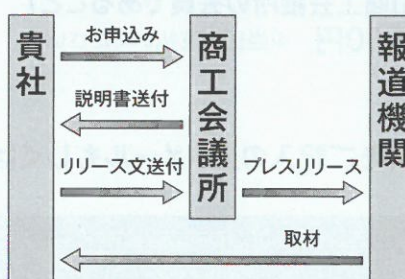 貴社
お申込み
商工会議所
報道機関
説明書送付
リリース文送付
プレスリリース
取材